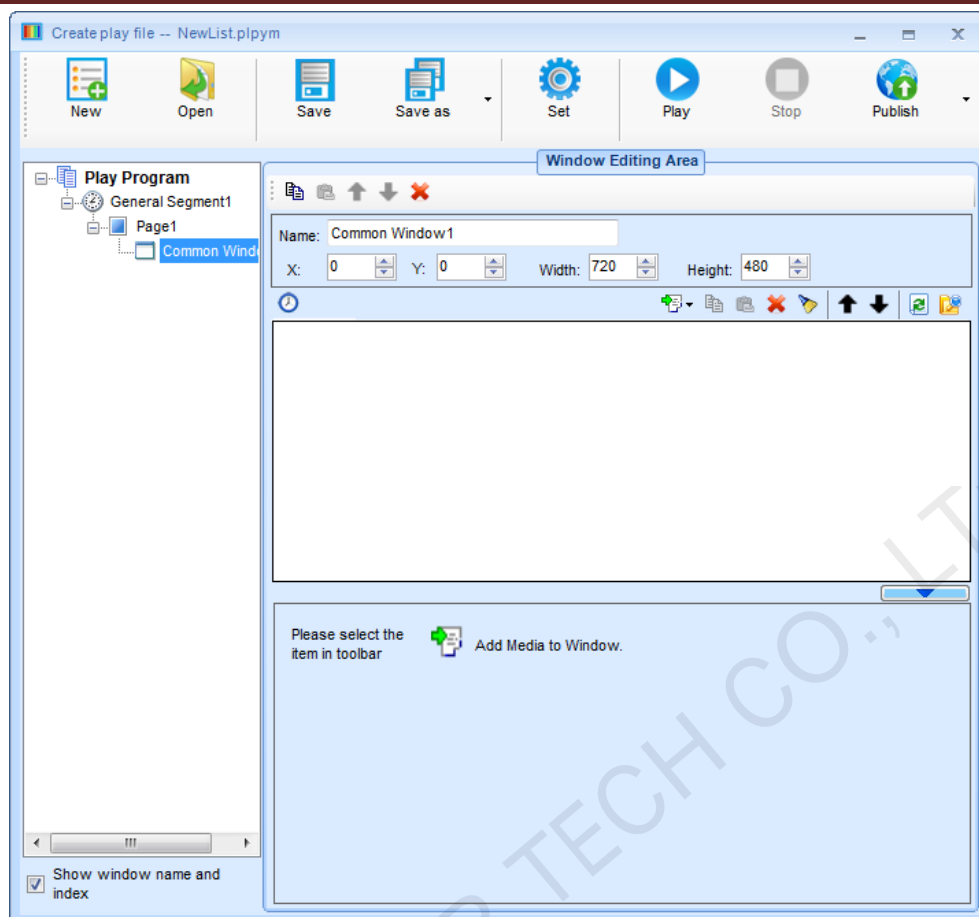 Create play file -- NewList.plpym
New Open Save Save as Set Play Stop Publish
Window Editing Area
Play Program
General Segment1
Page1
Common Wind
Name: Common Window1
X: 0 Y: 0 Width: 720 Height: 480
Please select the
item in toolbar
Add Media to Window.
Show window name and
index
TECH CO., LT